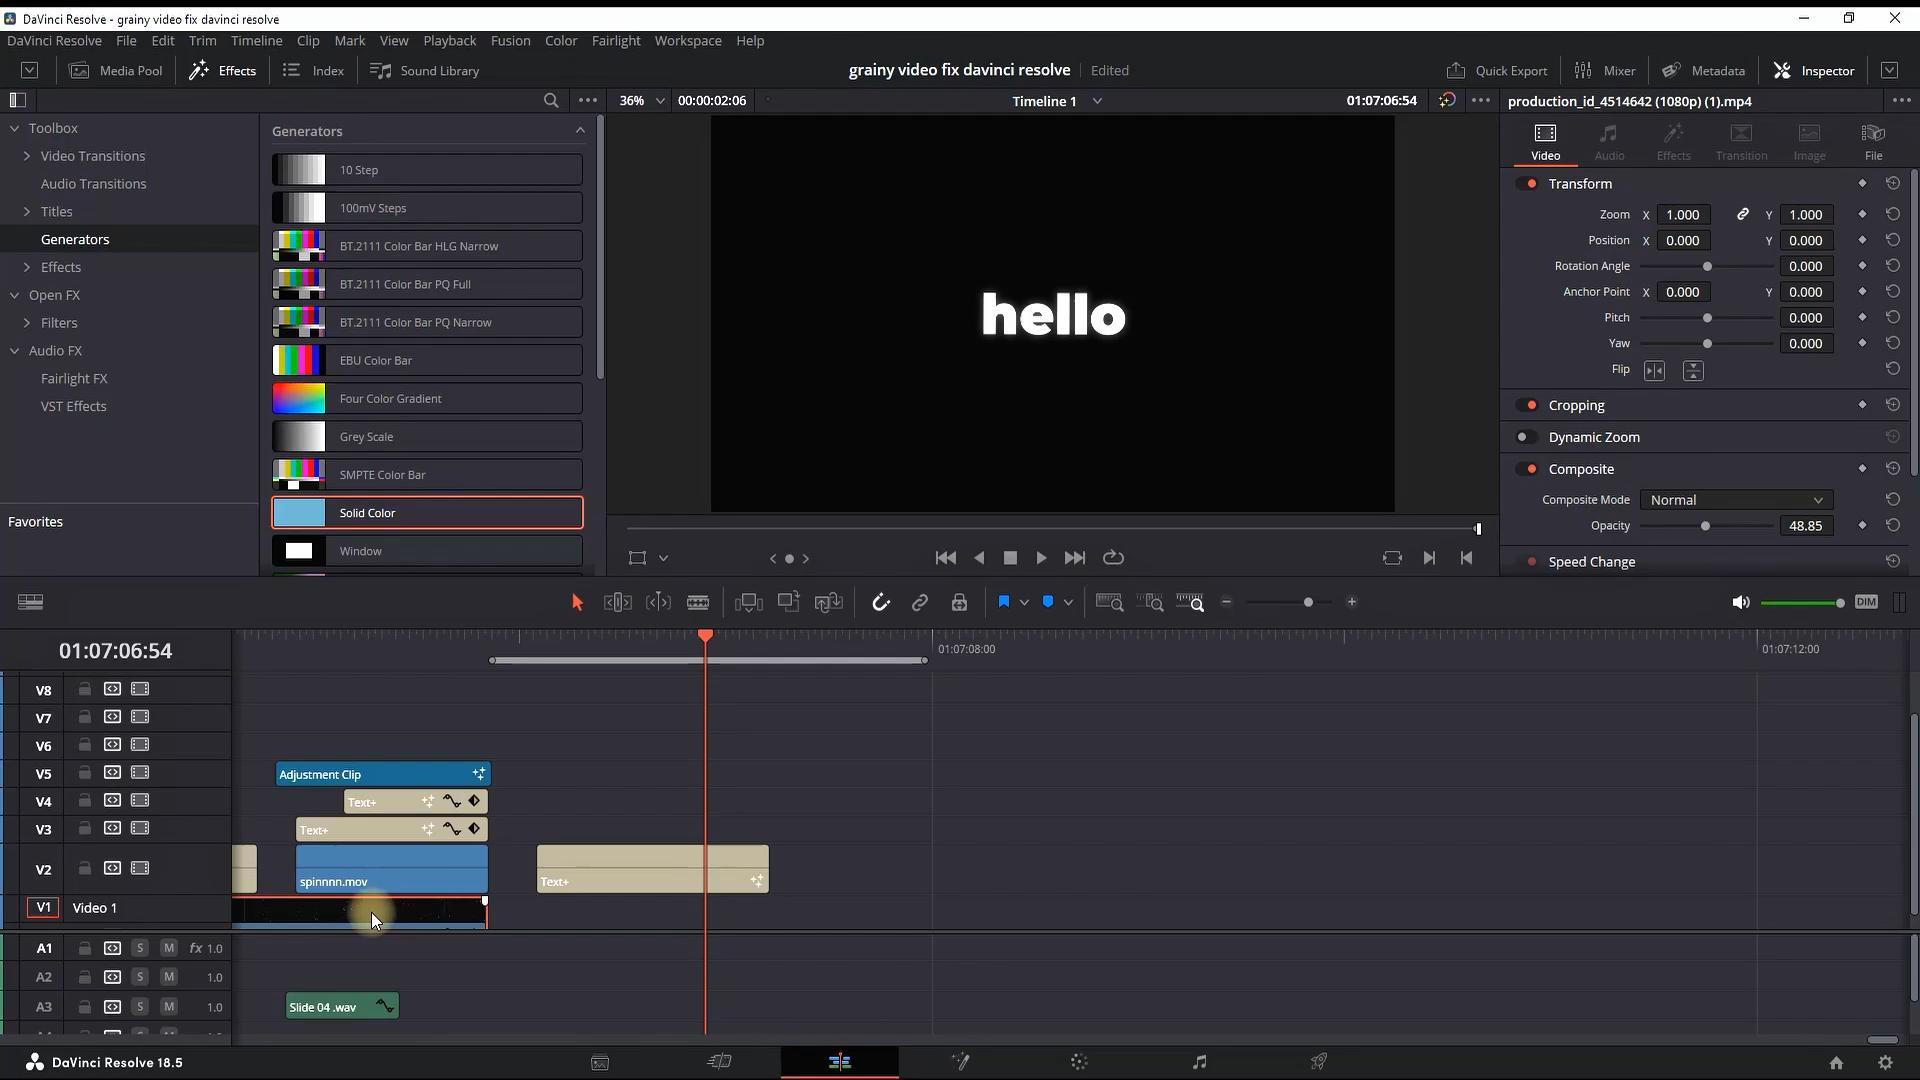 DaVinci Resolve - grainy video fix davinci resolve
DaVinci Resolve File Edit Trim Timeline Clip Mark View Playback Fusion Color Fairlight Workspace Help
Media Pool Effects Index Sound Library grainy video fix davinci resolve Edited Quick Export Mixer Metadata Inspector
36% 00:00:02:06 Timeline 1 01:07:06:54 production_id_4514642 (1080p) (1).mp4
Toolbox
Video Transitions
Audio Transitions
Titles
Generators
Effects
Open FX
Filters
Audio FX
Fairlight FX
VST Effects
Favorites
Generators
10 Step
100mV Steps
BT.2111 Color Bar HLG Narrow
BT.2111 Color Bar PQ Full
BT.2111 Color Bar PQ Narrow
EBU Color Bar
Four Color Gradient
Grey Scale
SMPTE Color Bar
Solid Color
Window
hello
Video Audio Effects Transition Image File
Transform
Zoom X 1.000 Y 1.000
Position X 0.000 Y 0.000
Rotation Angle 0.000
Anchor Point X 0.000 Y 0.000
Pitch 0.000
Yaw 0.000
Flip
Cropping
Dynamic Zoom
Composite
Composite Mode Normal
Opacity 48.85
Speed Change
DIM
01:07:06:54
01:07:08:00 01:07:12:00
V8
V7
V6
V5 Adjustment Clip
V4 Text+
V3 Text+
V2 spinnnn.mov Text+
V1 Video 1
A1 S M fx 1.0
A2 S M 1.0
A3 S M 1.0 Slide 04 .wav
DaVinci Resolve 18.5